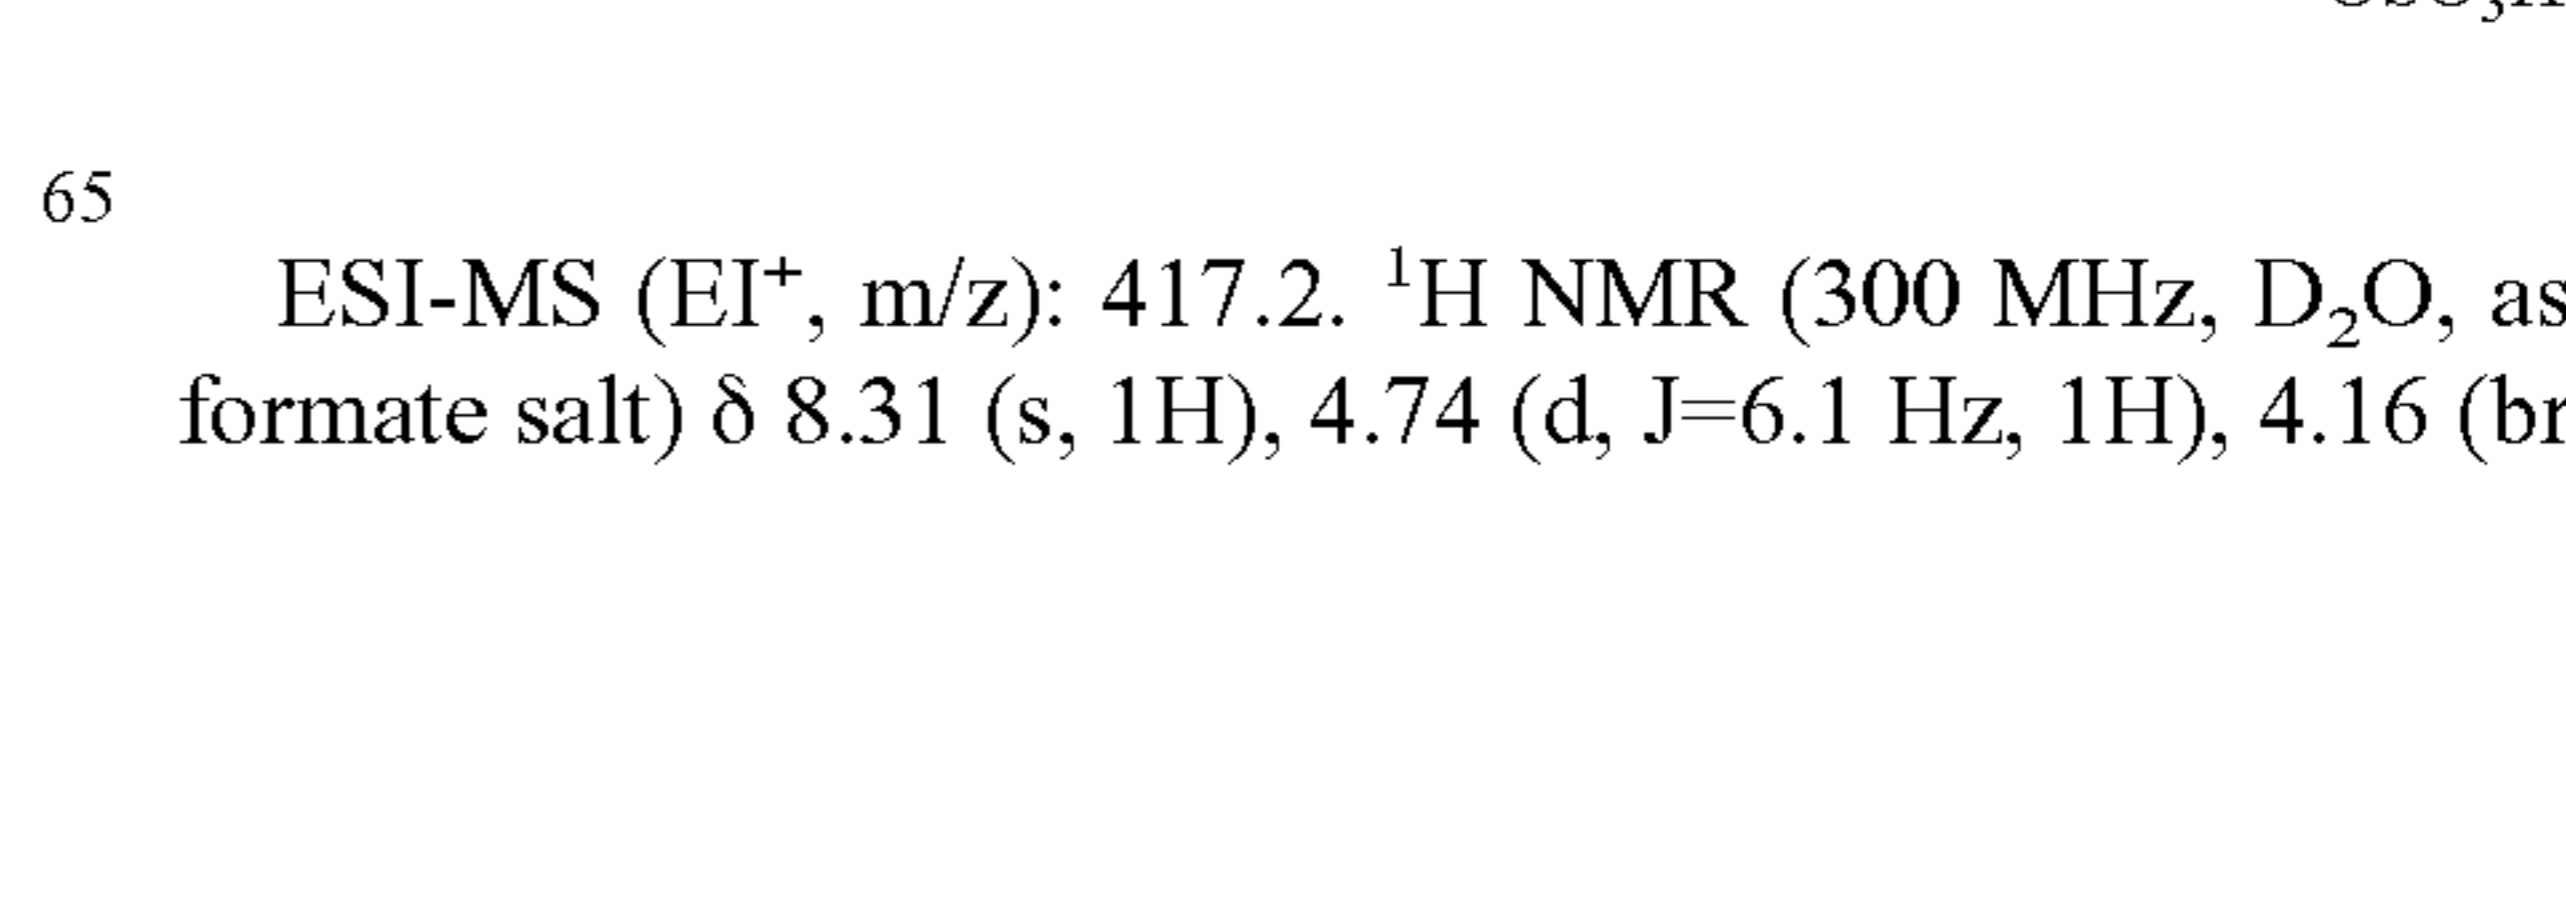 65
ESI-MS (EI⁺, m/z): 417.2. ¹H NMR (300 MHz, D₂O, as
formate salt) δ 8.31 (s, 1H), 4.74 (d, J=6.1 Hz, 1H), 4.16 (br